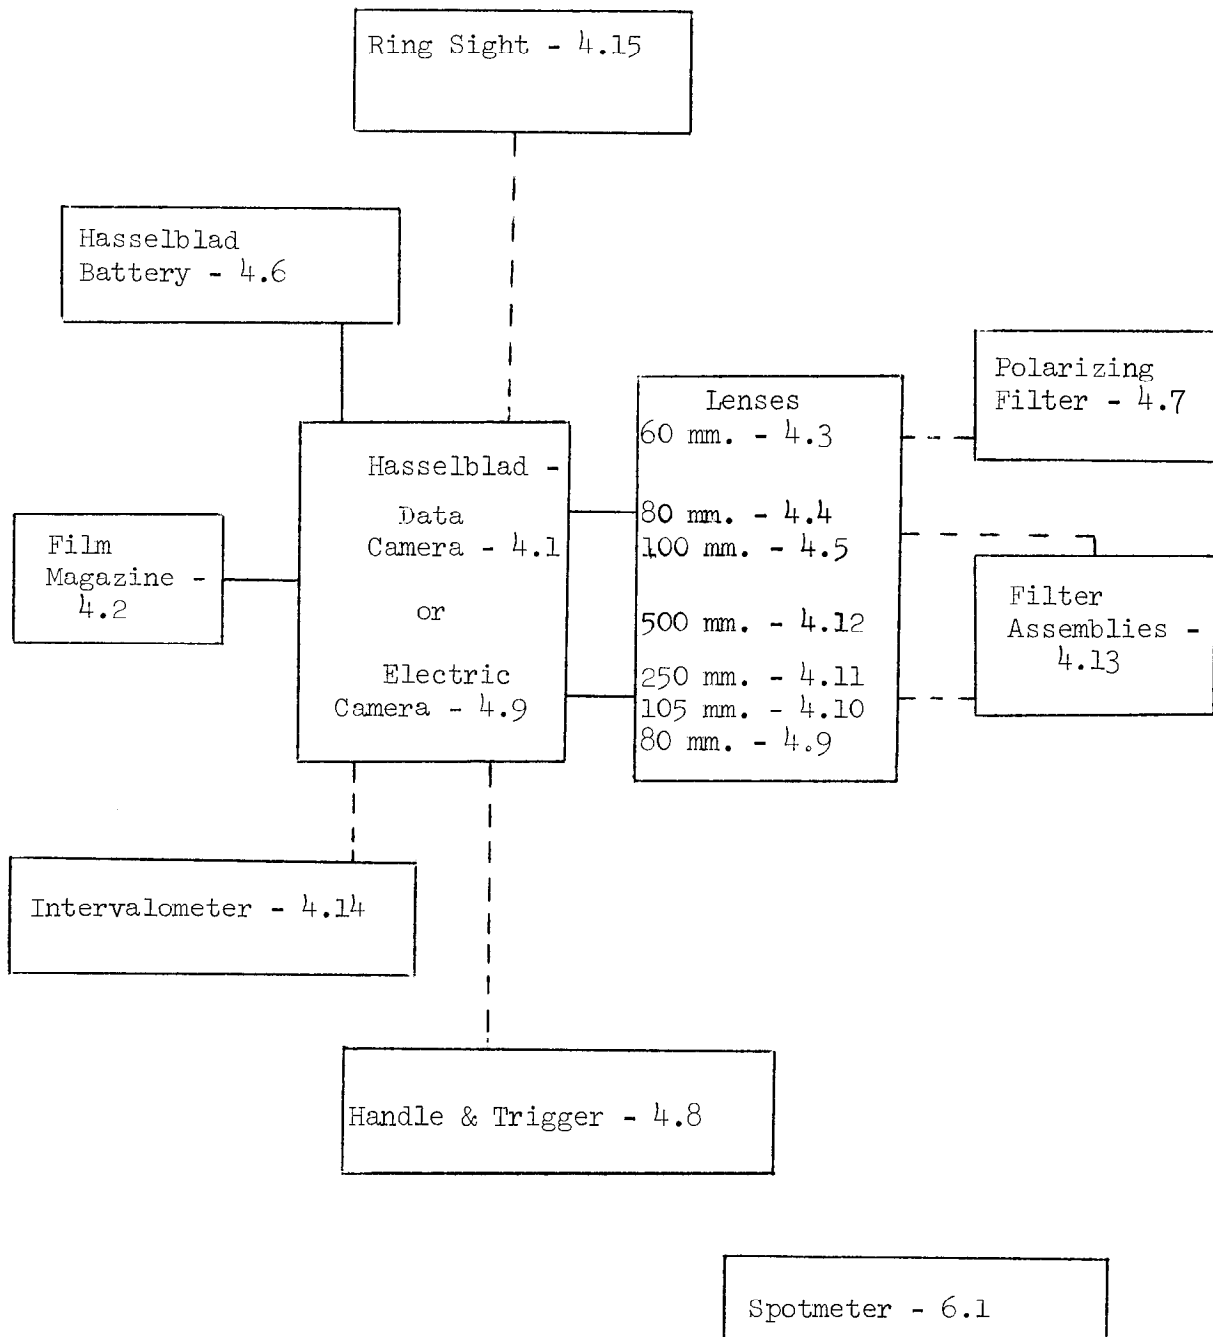 Ring Sight - 4.15
Hasselblad
Battery - 4.6
Polarizing
Filter - 4.7
Lenses
60 mm. - 4.3
80 mm. - 4.4
100 mm. - 4.5
500 mm. - 4.12
250 mm. - 4.11
105 mm. - 4.10
80 mm. - 4.9
Hasselblad -
Data
Camera - 4.1
or
Electric
Camera - 4.9
Film
Magazine -
4.2
Filter
Assemblies -
4.13
Intervalometer - 4.14
Handle & Trigger - 4.8
Spotmeter - 6.1